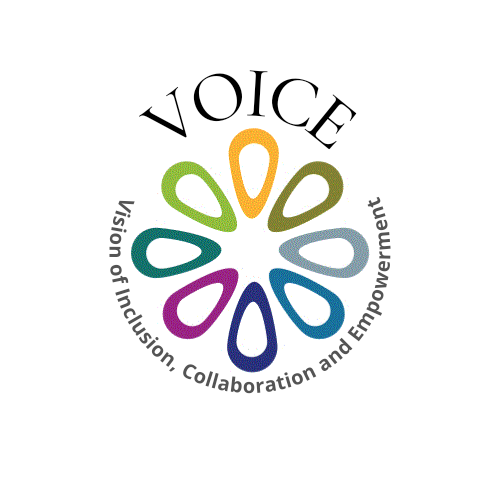 VOICE
Vision of Inclusion, Collaboration and Empowerment